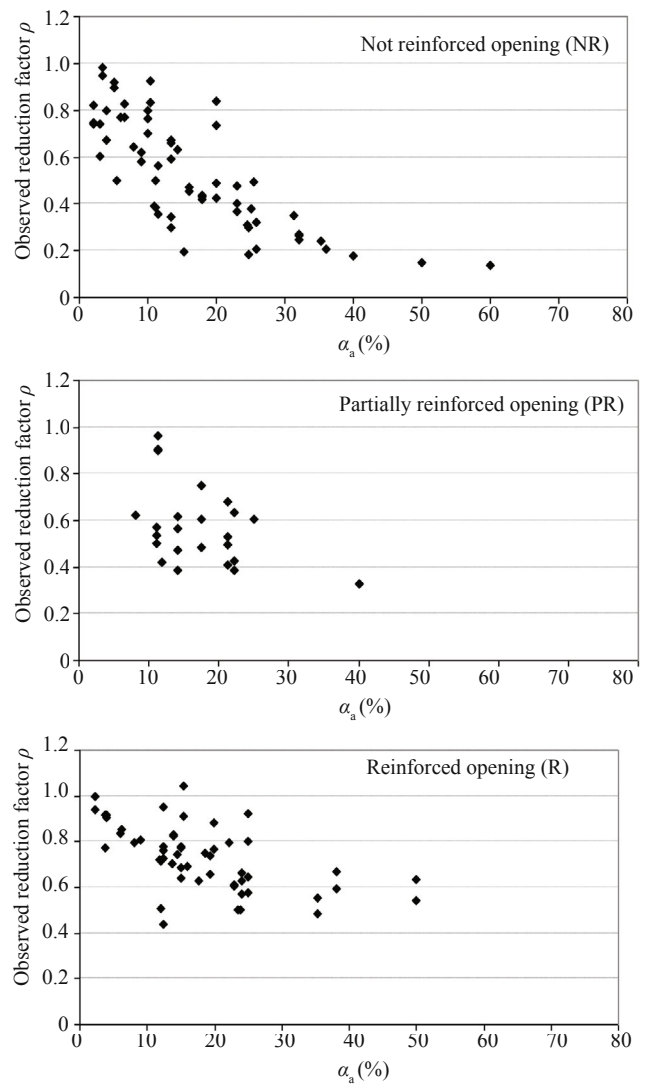 1.2
Not reinforced opening (NR)
1.0
0.8
0.6
0.4
0.2
0
Observed reduction factor ρ
0 10 20 30 40 50 60 70 80
αa (%)
1.2
Partially reinforced opening (PR)
1.0
0.8
0.6
0.4
0.2
0
Observed reduction factor ρ
0 10 20 30 40 50 60 70 80
αa (%)
1.2
Reinforced opening (R)
1.0
0.8
0.6
0.4
0.2
0
Observed reduction factor ρ
0 10 20 30 40 50 60 70 80
αa (%)